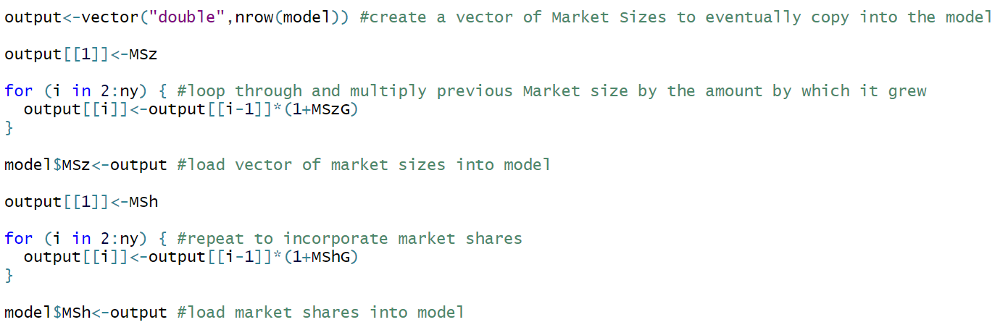 output<-vector("double",nrow(model)) #create a vector of Market Sizes to eventually copy into the model
output[[1]]<-MSz
for (i in 2:ny) { #loop through and multiply previous Market size by the amount by which it grew
  output[[i]]<-output[[i-1]]*(1+MSzG)
}
model$MSz<-output #load vector of market sizes into model
output[[1]]<-MSh
for (i in 2:ny) { #repeat to incorporate market shares
  output[[i]]<-output[[i-1]]*(1+MShG)
}
model$MSh<-output #load market shares into model